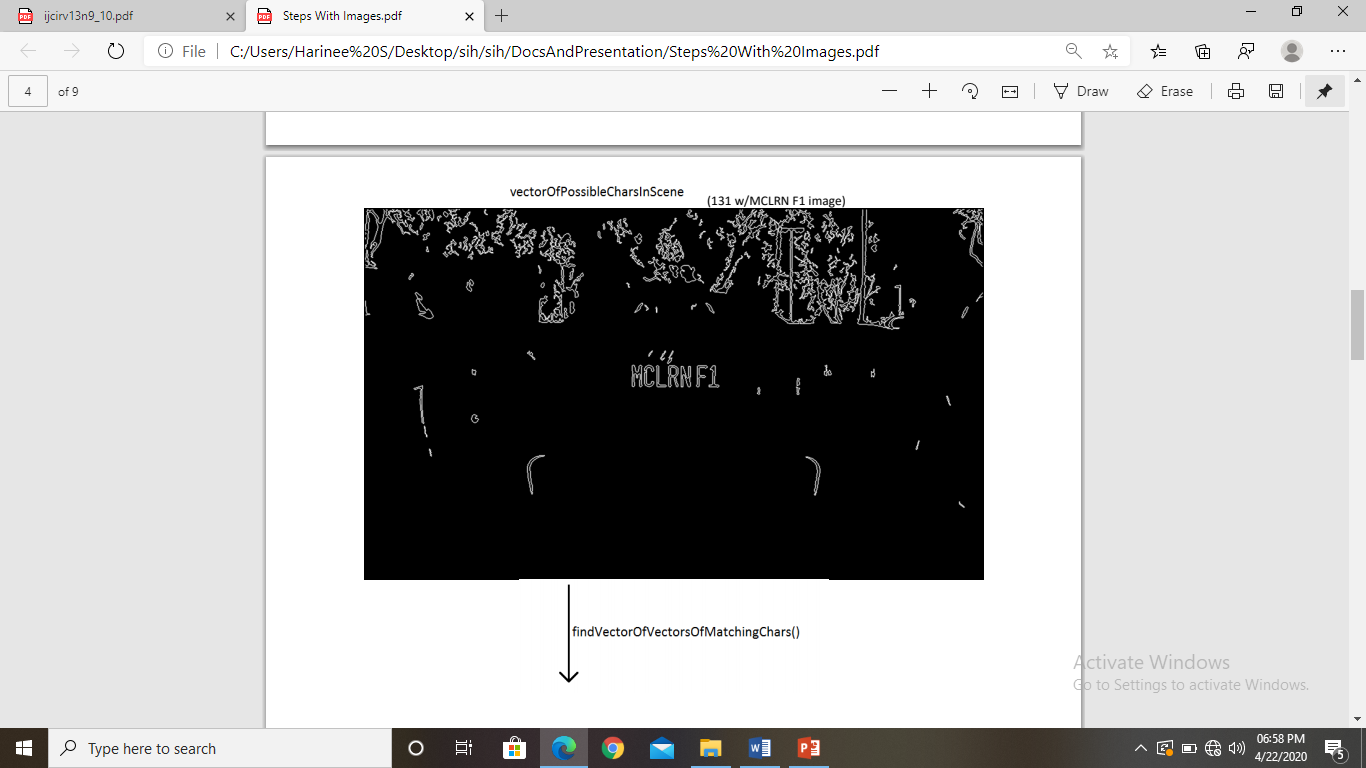 ijcirv13n9_10.pdf
Steps With Images.pdf
File
C:/Users/Harinee%20S/Desktop/sih/sih/DocsAndPresentation/Steps%20With%20Images.pdf
4 of 9
Draw
Erase
vectorOfPossibleCharsInScene
(131 w/MCLRN F1 image)
MCLRN F1
findVectorOfVectorsOfMatchingChars()
Activate Windows
Go to Settings to activate Windows.
Type here to search
06:58 PM
4/22/2020
5